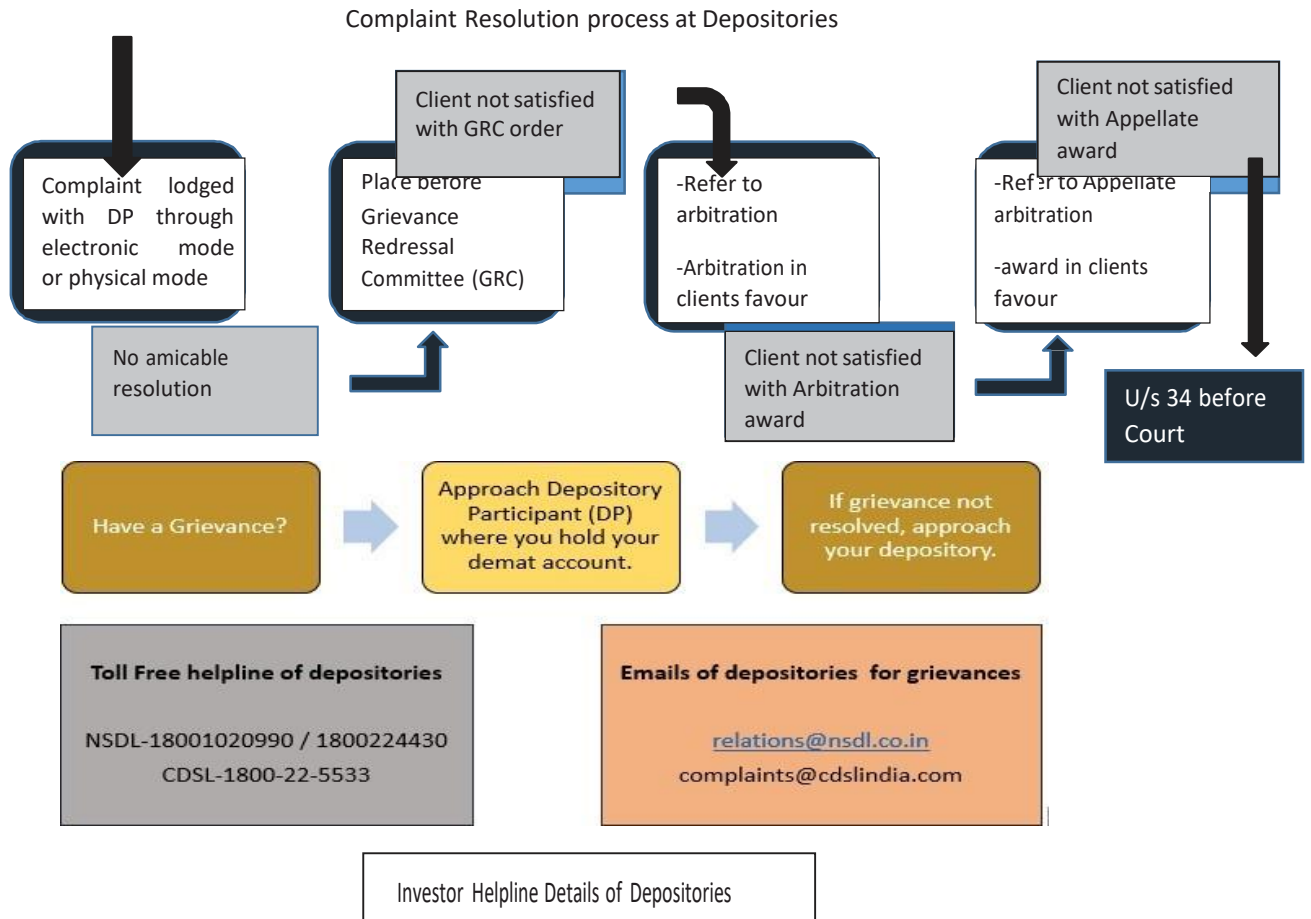 Complaint Resolution process at Depositories
Complaint lodged
with DP through
electronic mode
or physical mode
No amicable
resolution
Place before
Grievance
Redressal
Committee (GRC)
Client not satisfied
with GRC order
-Refer to
arbitration
-Arbitration in
clients favour
Client not satisfied
with Arbitration
award
-Refer to Appellate
arbitration
-award in clients
favour
Client not satisfied
with Appellate
award
U/s 34 before
Court
Have a Grievance?
Approach Depository
Participant (DP)
where you hold your
demat account.
If grievance not
resolved, approach
your depository.
Toll Free helpline of depositories
NSDL-18001020990 / 1800224430
CDSL-1800-22-5533
Emails of depositories for grievances
relations@nsdl.co.in
complaints@cdslindia.com
Investor Helpline Details of Depositories